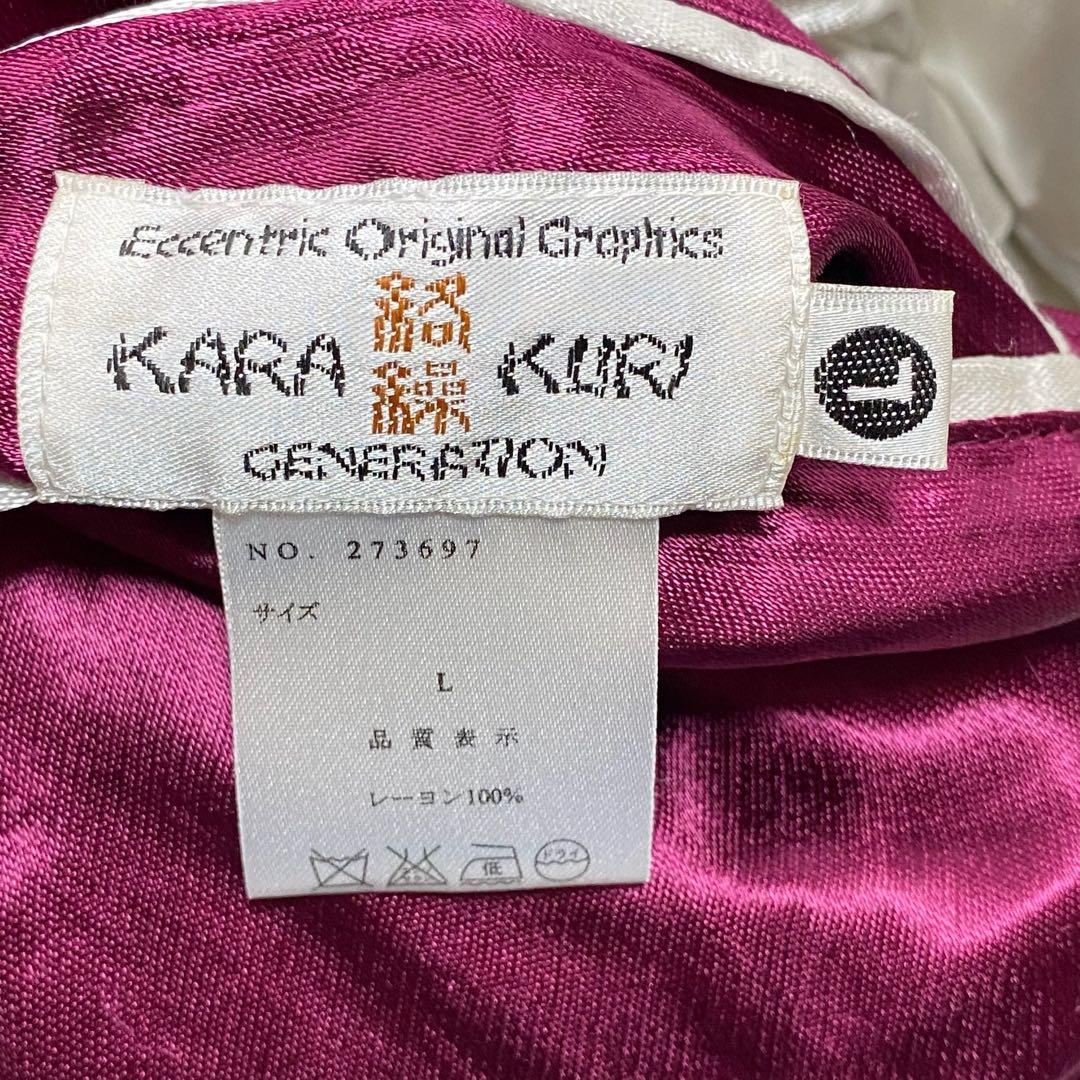 Eccentric Original Graphics
KARA 絡繰 KURI
GENERATION
L
NO. 273697
サイズ
L
品質表示
レーヨン100%
低 ドライ